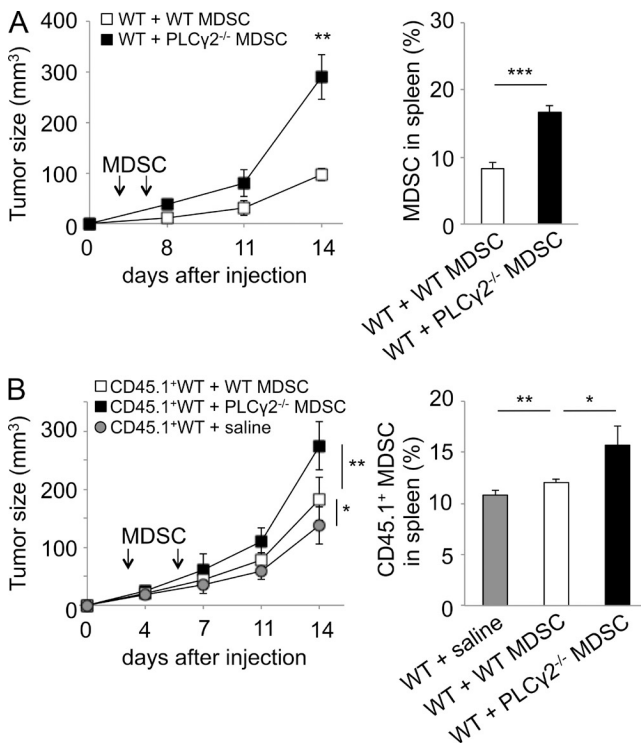 A
WT + WT MDSC
WT + PLCγ2-/- MDSC
Tumor size (mm3)
400
300
200
100
0
**
MDSC
0 8 11 14
days after injection
MDSC in spleen (%)
30
20
10
0
***
WT + WT MDSC
WT + PLCγ2-/- MDSC
B
CD45.1+WT + WT MDSC
CD45.1+WT + PLCγ2-/- MDSC
CD45.1+WT + saline
Tumor size (mm3)
300
200
100
0
**
*
MDSC
0 4 7 11 14
days after injection
CD45.1+ MDSC
in spleen (%)
20
15
10
5
0
** *
WT + saline
WT + WT MDSC
WT + PLCγ2-/- MDSC